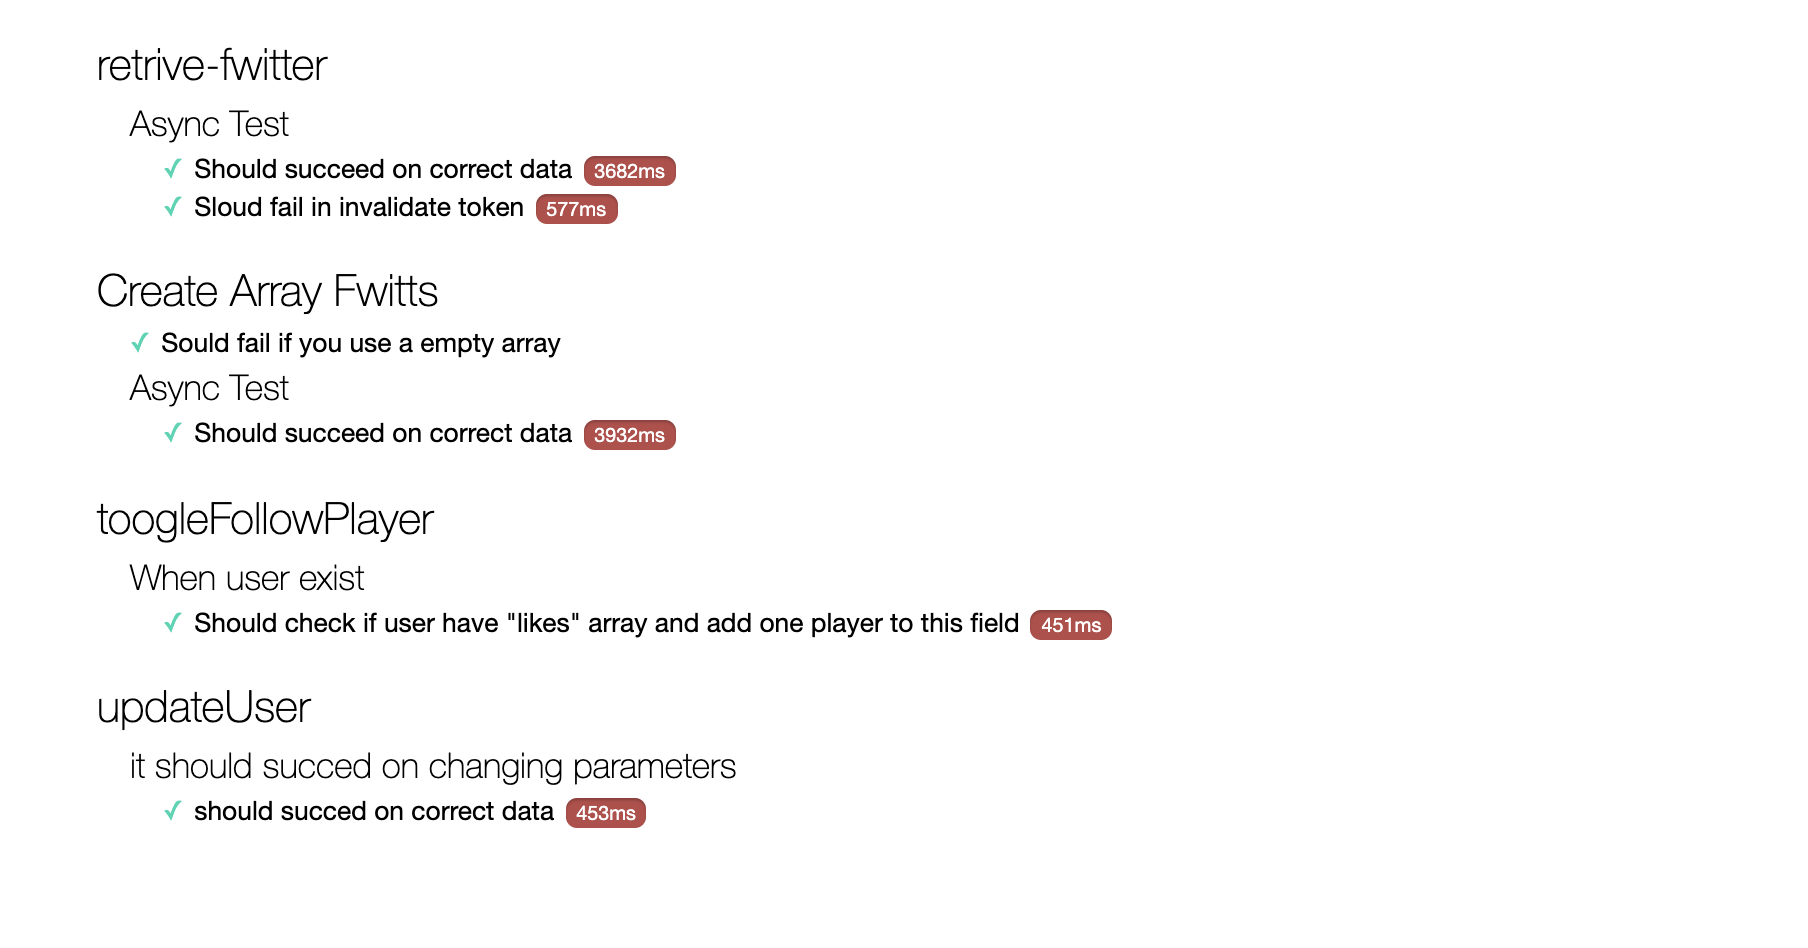 retrive-fwitter
Async Test
✓ Should succeed on correct data 3682ms
✓ Sloud fail in invalidate token 577ms
Create Array Fwitts
✓ Sould fail if you use a empty array
Async Test
✓ Should succeed on correct data 3932ms
toogleFollowPlayer
When user exist
✓ Should check if user have "likes" array and add one player to this field 451ms
updateUser
it should succed on changing parameters
✓ should succed on correct data 453ms